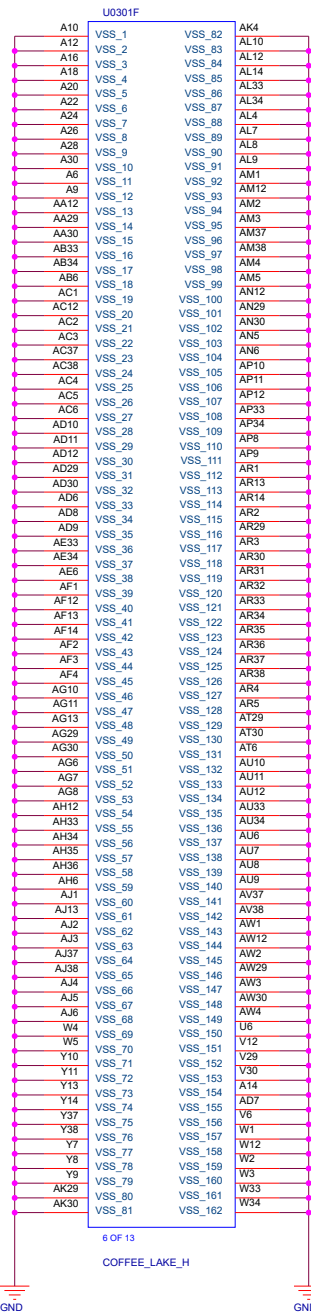 U0301F
A10 VSS_1 VSS_82 AK4
A12 VSS_2 VSS_83 AL10
A16 VSS_3 VSS_84 AL12
A18 VSS_4 VSS_85 AL14
A20 VSS_5 VSS_86 AL33
A22 VSS_6 VSS_87 AL34
A24 VSS_7 VSS_88 AL4
A26 VSS_8 VSS_89 AL7
A28 VSS_9 VSS_90 AL8
A30 VSS_10 VSS_91 AL9
A6 VSS_11 VSS_92 AM1
A9 VSS_12 VSS_93 AM12
AA12 VSS_13 VSS_94 AM2
AA29 VSS_14 VSS_95 AM3
AA30 VSS_15 VSS_96 AM37
AB33 VSS_16 VSS_97 AM38
AB34 VSS_17 VSS_98 AM4
AB6 VSS_18 VSS_99 AM5
AC1 VSS_19 VSS_100 AN12
AC12 VSS_20 VSS_101 AN29
AC2 VSS_21 VSS_102 AN30
AC3 VSS_22 VSS_103 AN5
AC37 VSS_23 VSS_104 AN6
AC38 VSS_24 VSS_105 AP10
AC4 VSS_25 VSS_106 AP11
AC5 VSS_26 VSS_107 AP12
AC6 VSS_27 VSS_108 AP33
AD10 VSS_28 VSS_109 AP34
AD11 VSS_29 VSS_110 AP8
AD12 VSS_30 VSS_111 AP9
AD29 VSS_31 VSS_112 AR1
AD30 VSS_32 VSS_113 AR13
AD6 VSS_33 VSS_114 AR14
AD8 VSS_34 VSS_115 AR2
AD9 VSS_35 VSS_116 AR29
AE33 VSS_36 VSS_117 AR3
AE34 VSS_37 VSS_118 AR30
AE6 VSS_38 VSS_119 AR31
AF1 VSS_39 VSS_120 AR32
AF12 VSS_40 VSS_121 AR33
AF13 VSS_41 VSS_122 AR34
AF14 VSS_42 VSS_123 AR35
AF2 VSS_43 VSS_124 AR36
AF3 VSS_44 VSS_125 AR37
AF4 VSS_45 VSS_126 AR38
AG10 VSS_46 VSS_127 AR4
AG11 VSS_47 VSS_128 AR5
AG13 VSS_48 VSS_129 AT29
AG29 VSS_49 VSS_130 AT30
AG30 VSS_50 VSS_131 AT6
AG6 VSS_51 VSS_132 AU10
AG7 VSS_52 VSS_133 AU11
AG8 VSS_53 VSS_134 AU12
AH12 VSS_54 VSS_135 AU33
AH33 VSS_55 VSS_136 AU34
AH34 VSS_56 VSS_137 AU6
AH35 VSS_57 VSS_138 AU7
AH36 VSS_58 VSS_139 AU8
AH6 VSS_59 VSS_140 AU9
AJ1 VSS_60 VSS_141 AV37
AJ13 VSS_61 VSS_142 AV38
AJ2 VSS_62 VSS_143 AW1
AJ3 VSS_63 VSS_144 AW12
AJ37 VSS_64 VSS_145 AW2
AJ38 VSS_65 VSS_146 AW29
AJ4 VSS_66 VSS_147 AW3
AJ5 VSS_67 VSS_148 AW30
AJ6 VSS_68 VSS_149 AW4
W4 VSS_69 VSS_150 U6
W5 VSS_70 VSS_151 V12
Y10 VSS_71 VSS_152 V29
Y11 VSS_72 VSS_153 V30
Y13 VSS_73 VSS_154 A14
Y14 VSS_74 VSS_155 AD7
Y37 VSS_75 VSS_156 V6
Y38 VSS_76 VSS_157 W1
Y7 VSS_77 VSS_158 W12
Y8 VSS_78 VSS_159 W2
Y9 VSS_79 VSS_160 W3
AK29 VSS_80 VSS_161 W33
AK30 VSS_81 VSS_162 W34
6 OF 13
COFFEE_LAKE_H
GND GND